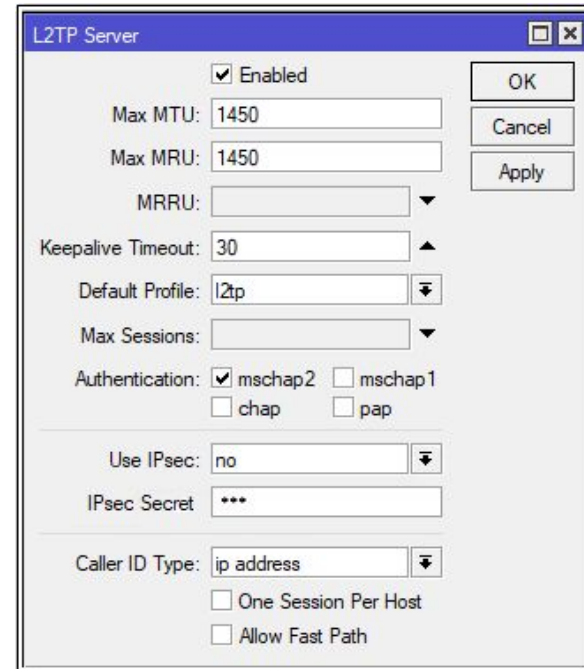 L2TP Server
Enabled
OK
Max MTU: 1450
Cancel
Max MRU: 1450
Apply
MRRU:
Keepalive Timeout: 30
Default Profile: l2tp
Max Sessions:
Authentication: mschap2 mschap1
chap pap
Use IPsec: no
IPsec Secret ***
Caller ID Type: ip address
One Session Per Host
Allow Fast Path